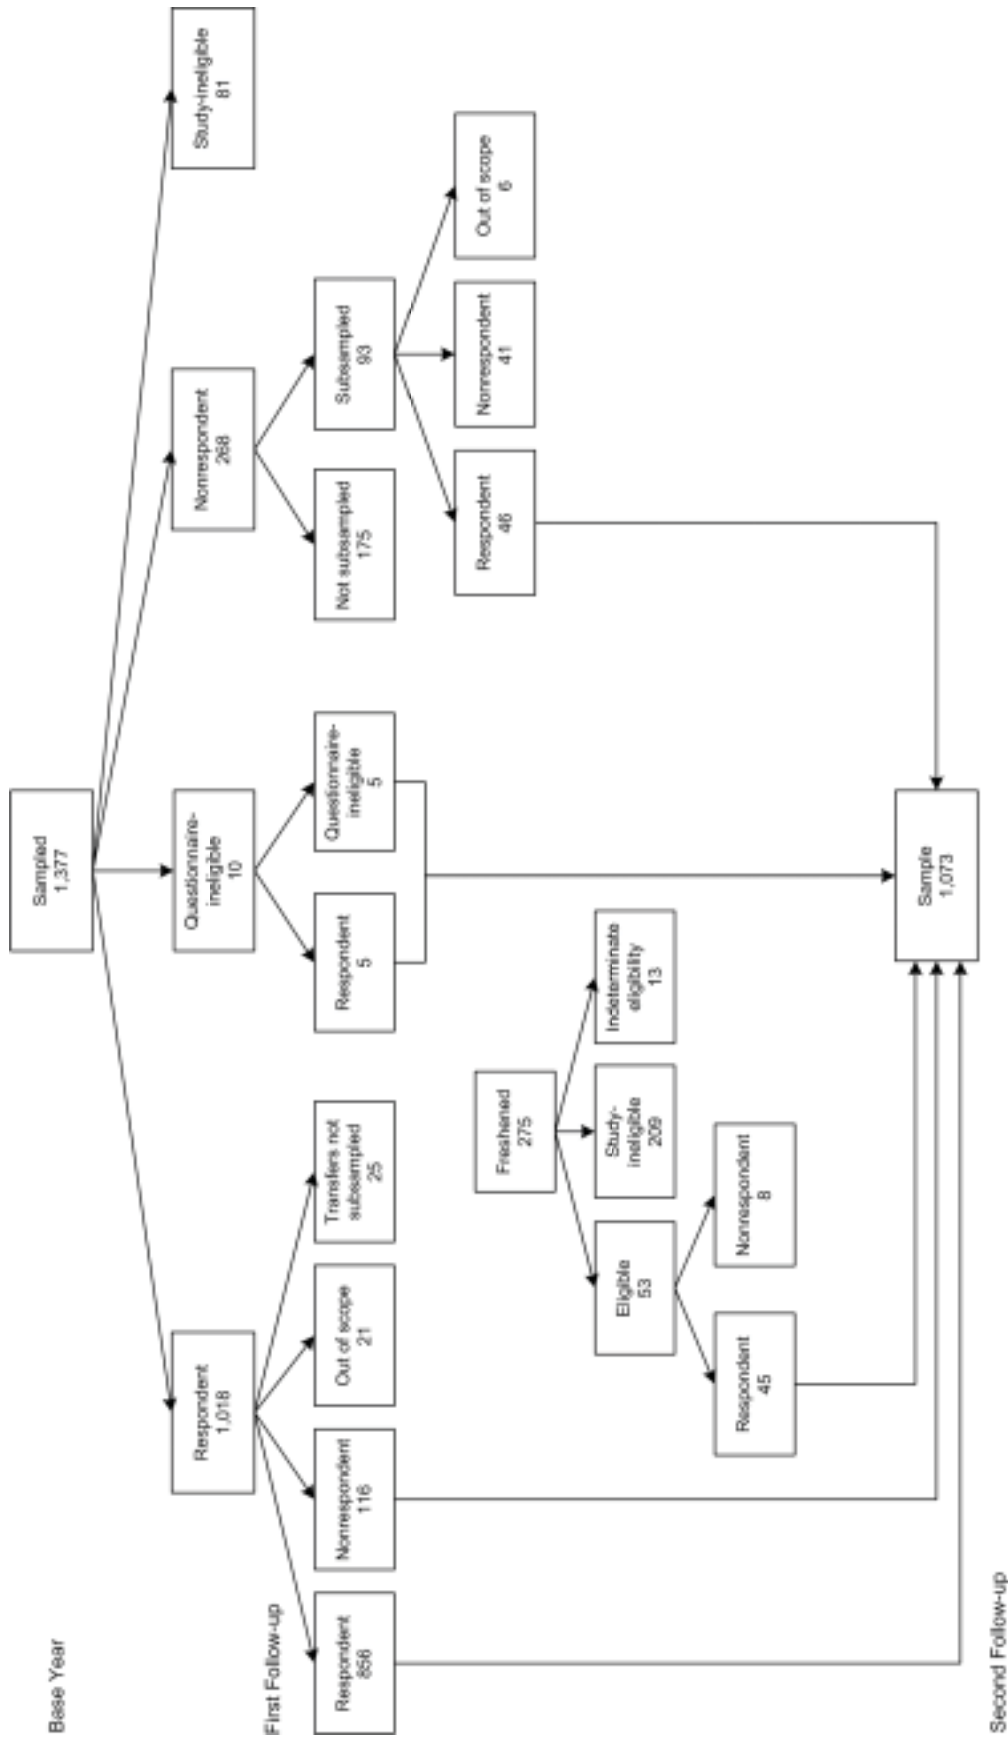 Base Year
Sampled
1,377
Respondent
1,018
Questionnaire-
ineligible
10
Nonrespondent
268
Study-ineligible
81
First Follow-up
Respondent
856
Nonrespondent
116
Out of scope
21
Transfers not
subsampled
25
Respondent
5
Questionnaire-
ineligible
5
Not subsampled
175
Subsampled
93
Respondent
46
Nonrespondent
41
Out of scope
6
Freshened
275
Eligible
53
Study-
ineligible
209
Indeterminate
eligibility
13
Respondent
45
Nonrespondent
8
Sample
1,073
Second Follow-up